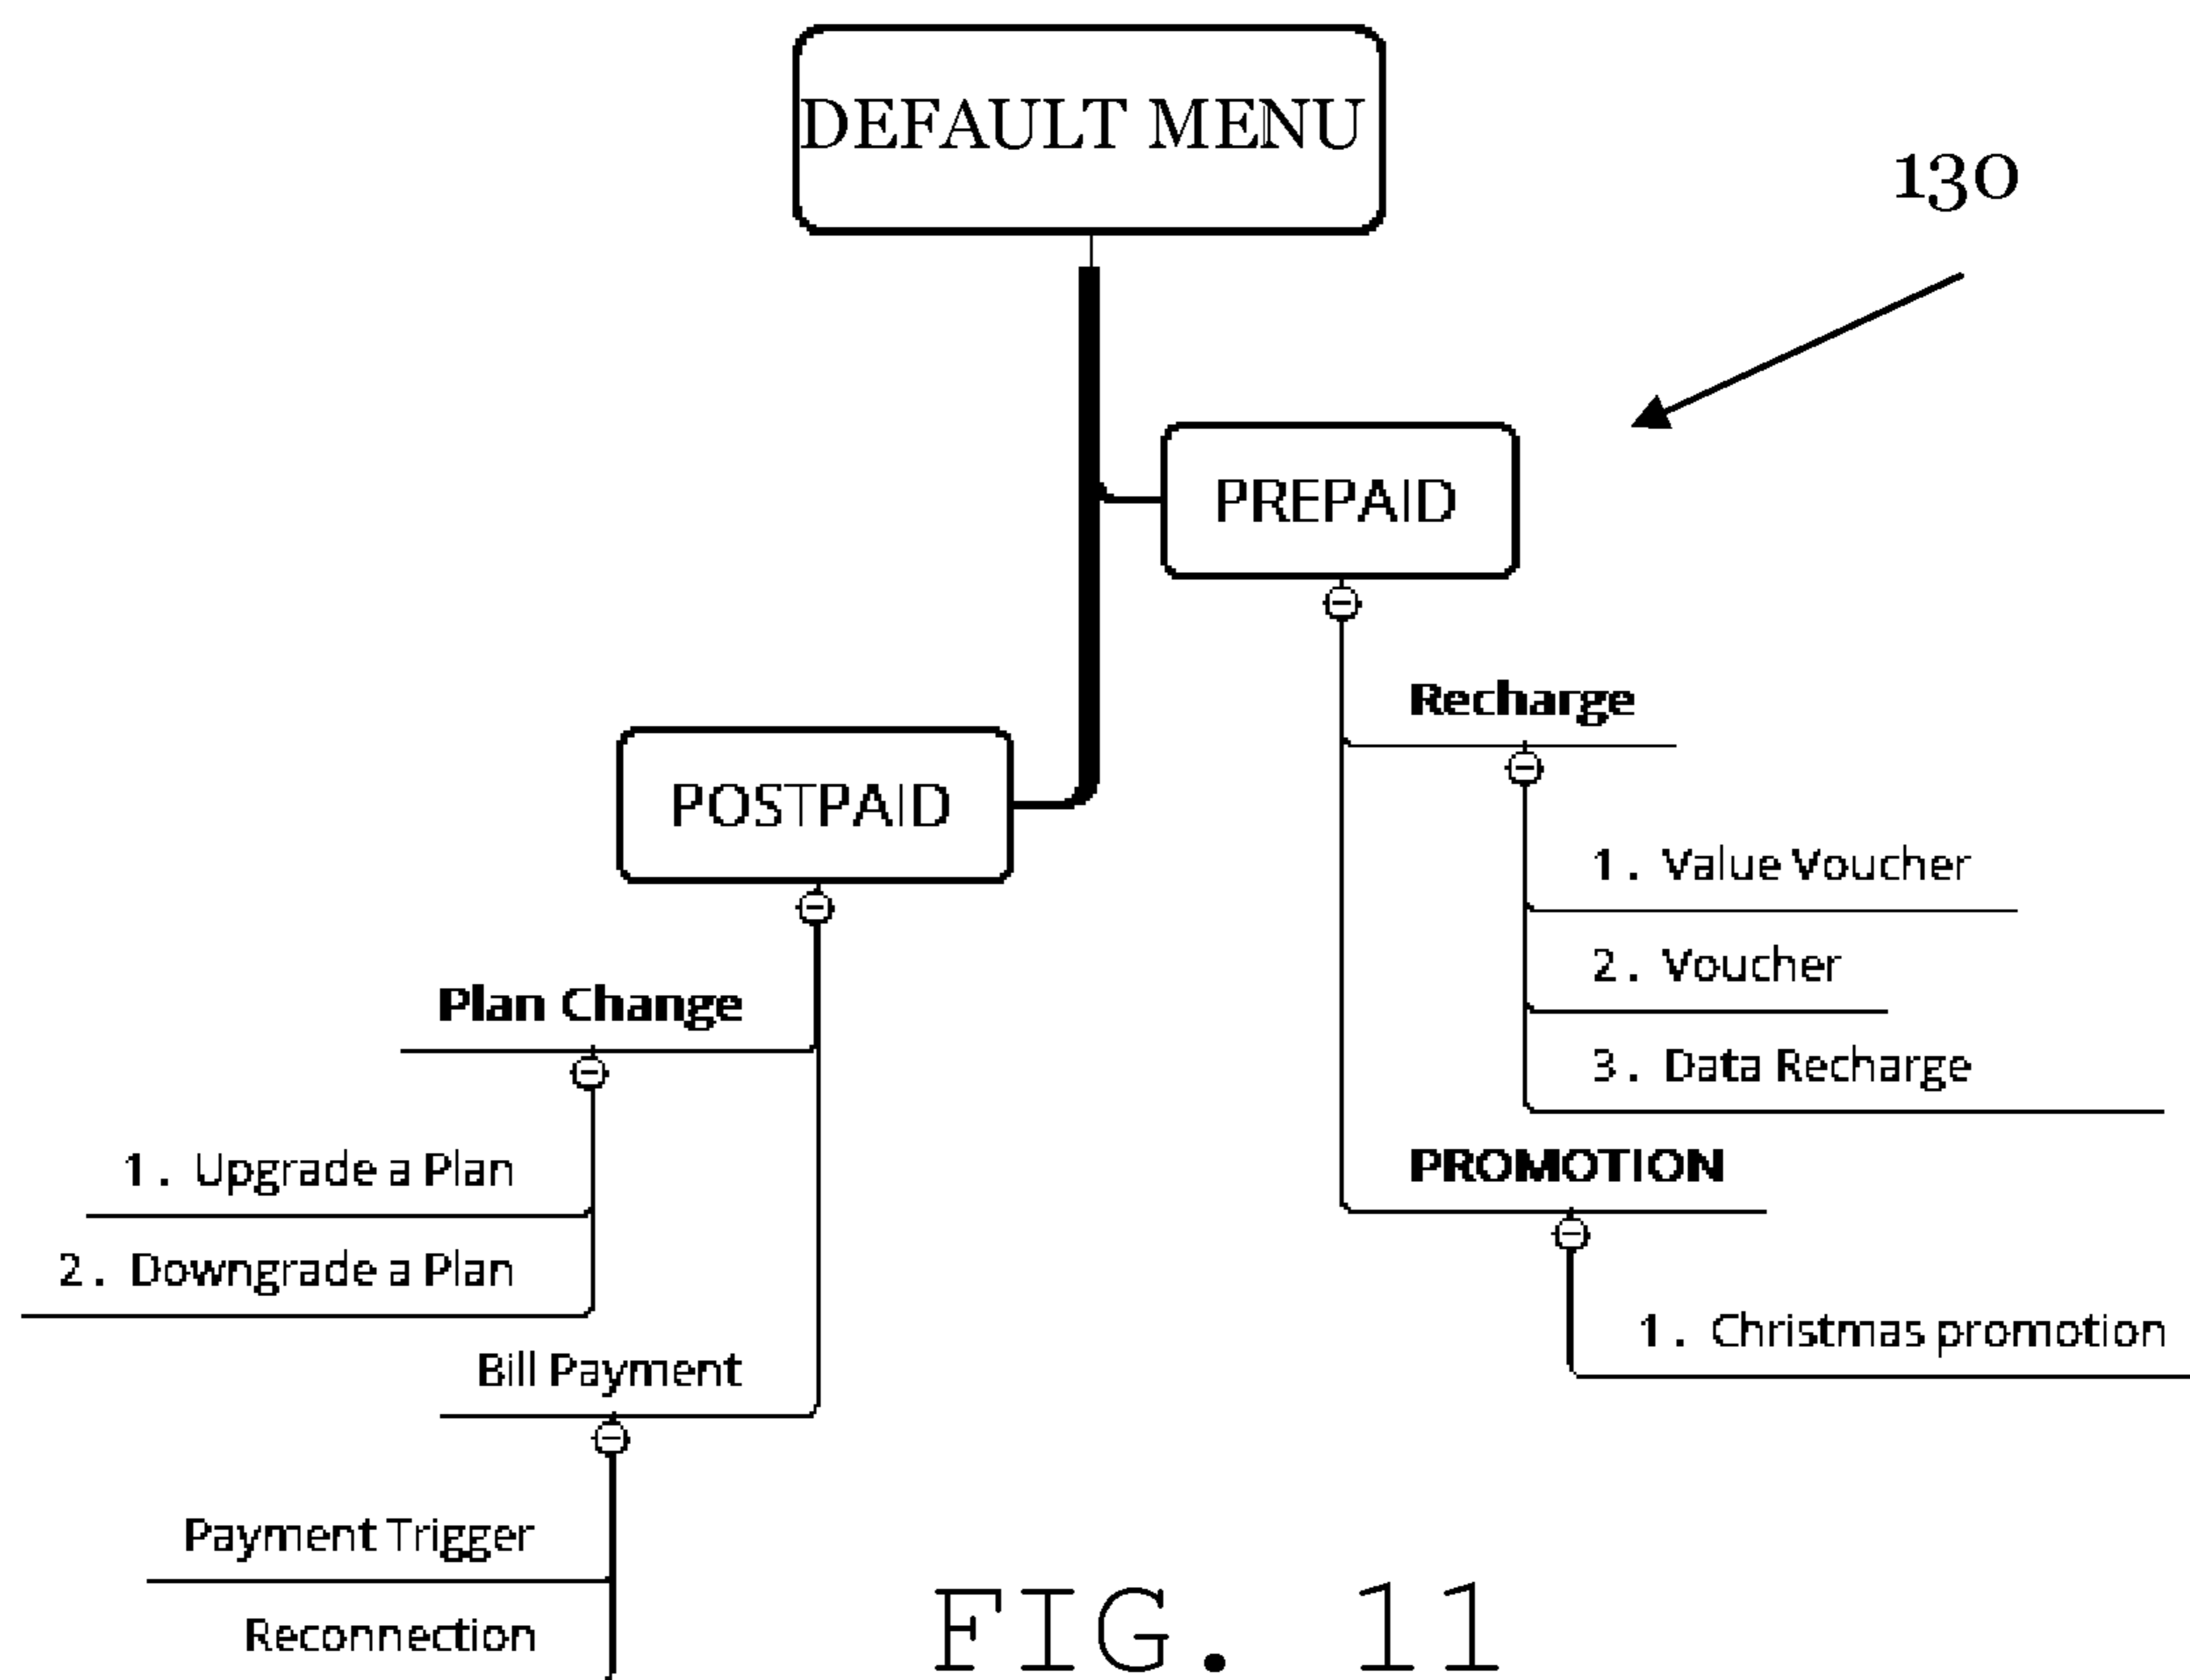 DEFAULT MENU
130
PREPAID
Recharge
1. Value Voucher
2. Voucher
3. Data Recharge
PROMOTION
1. Christmas promotion
POSTPAID
Plan Change
1. Upgrade a Plan
2. Downgrade a Plan
Bill Payment
Payment Trigger
Reconnection
FIG. 11